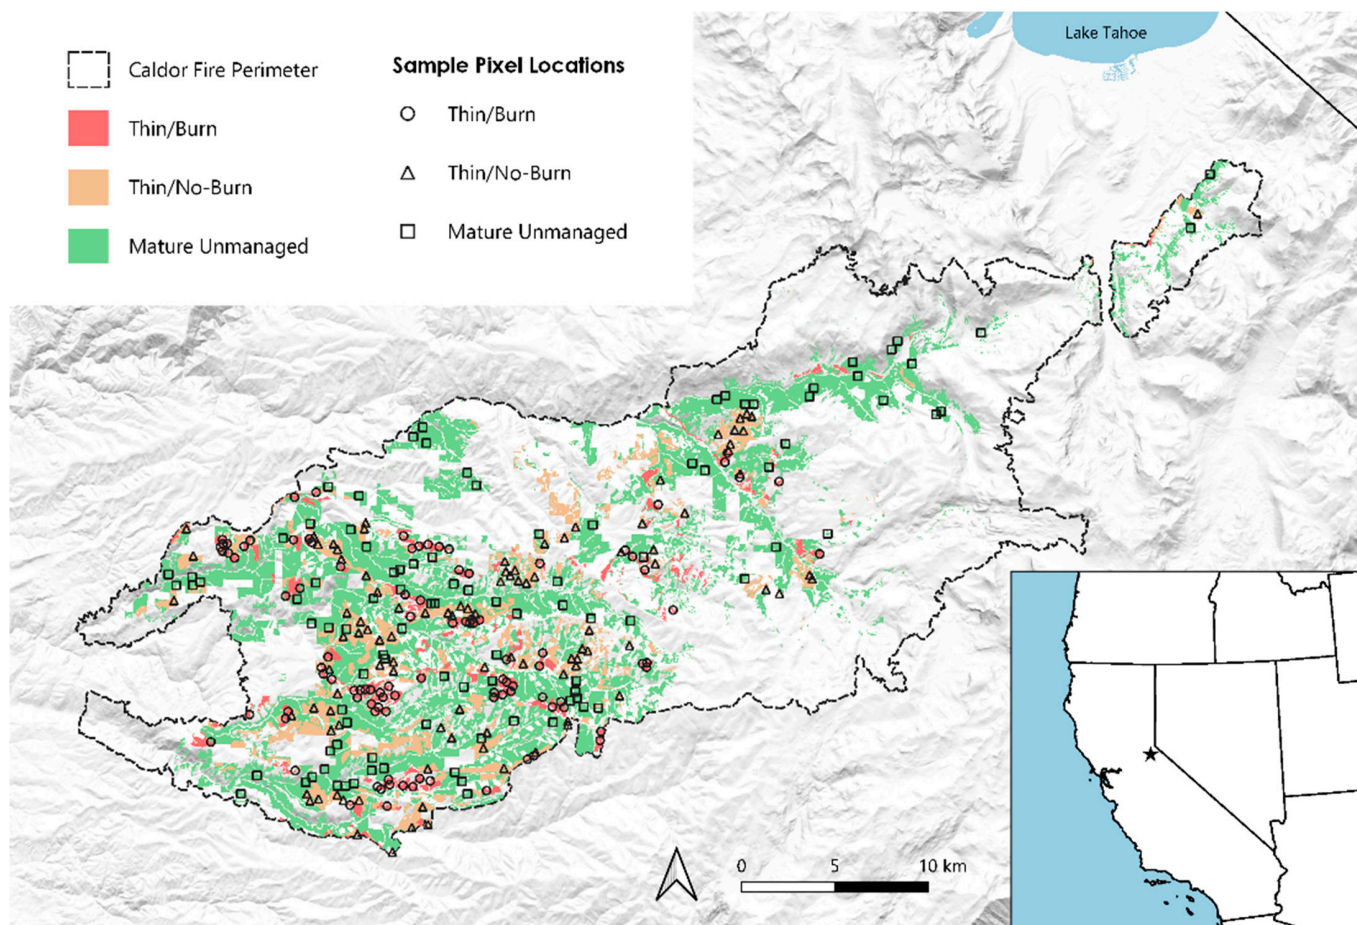 Lake Tahoe
Caldor Fire Perimeter
Thin/Burn
Thin/No-Burn
Mature Unmanaged
Sample Pixel Locations
Thin/Burn
Thin/No-Burn
Mature Unmanaged
0 5 10 km